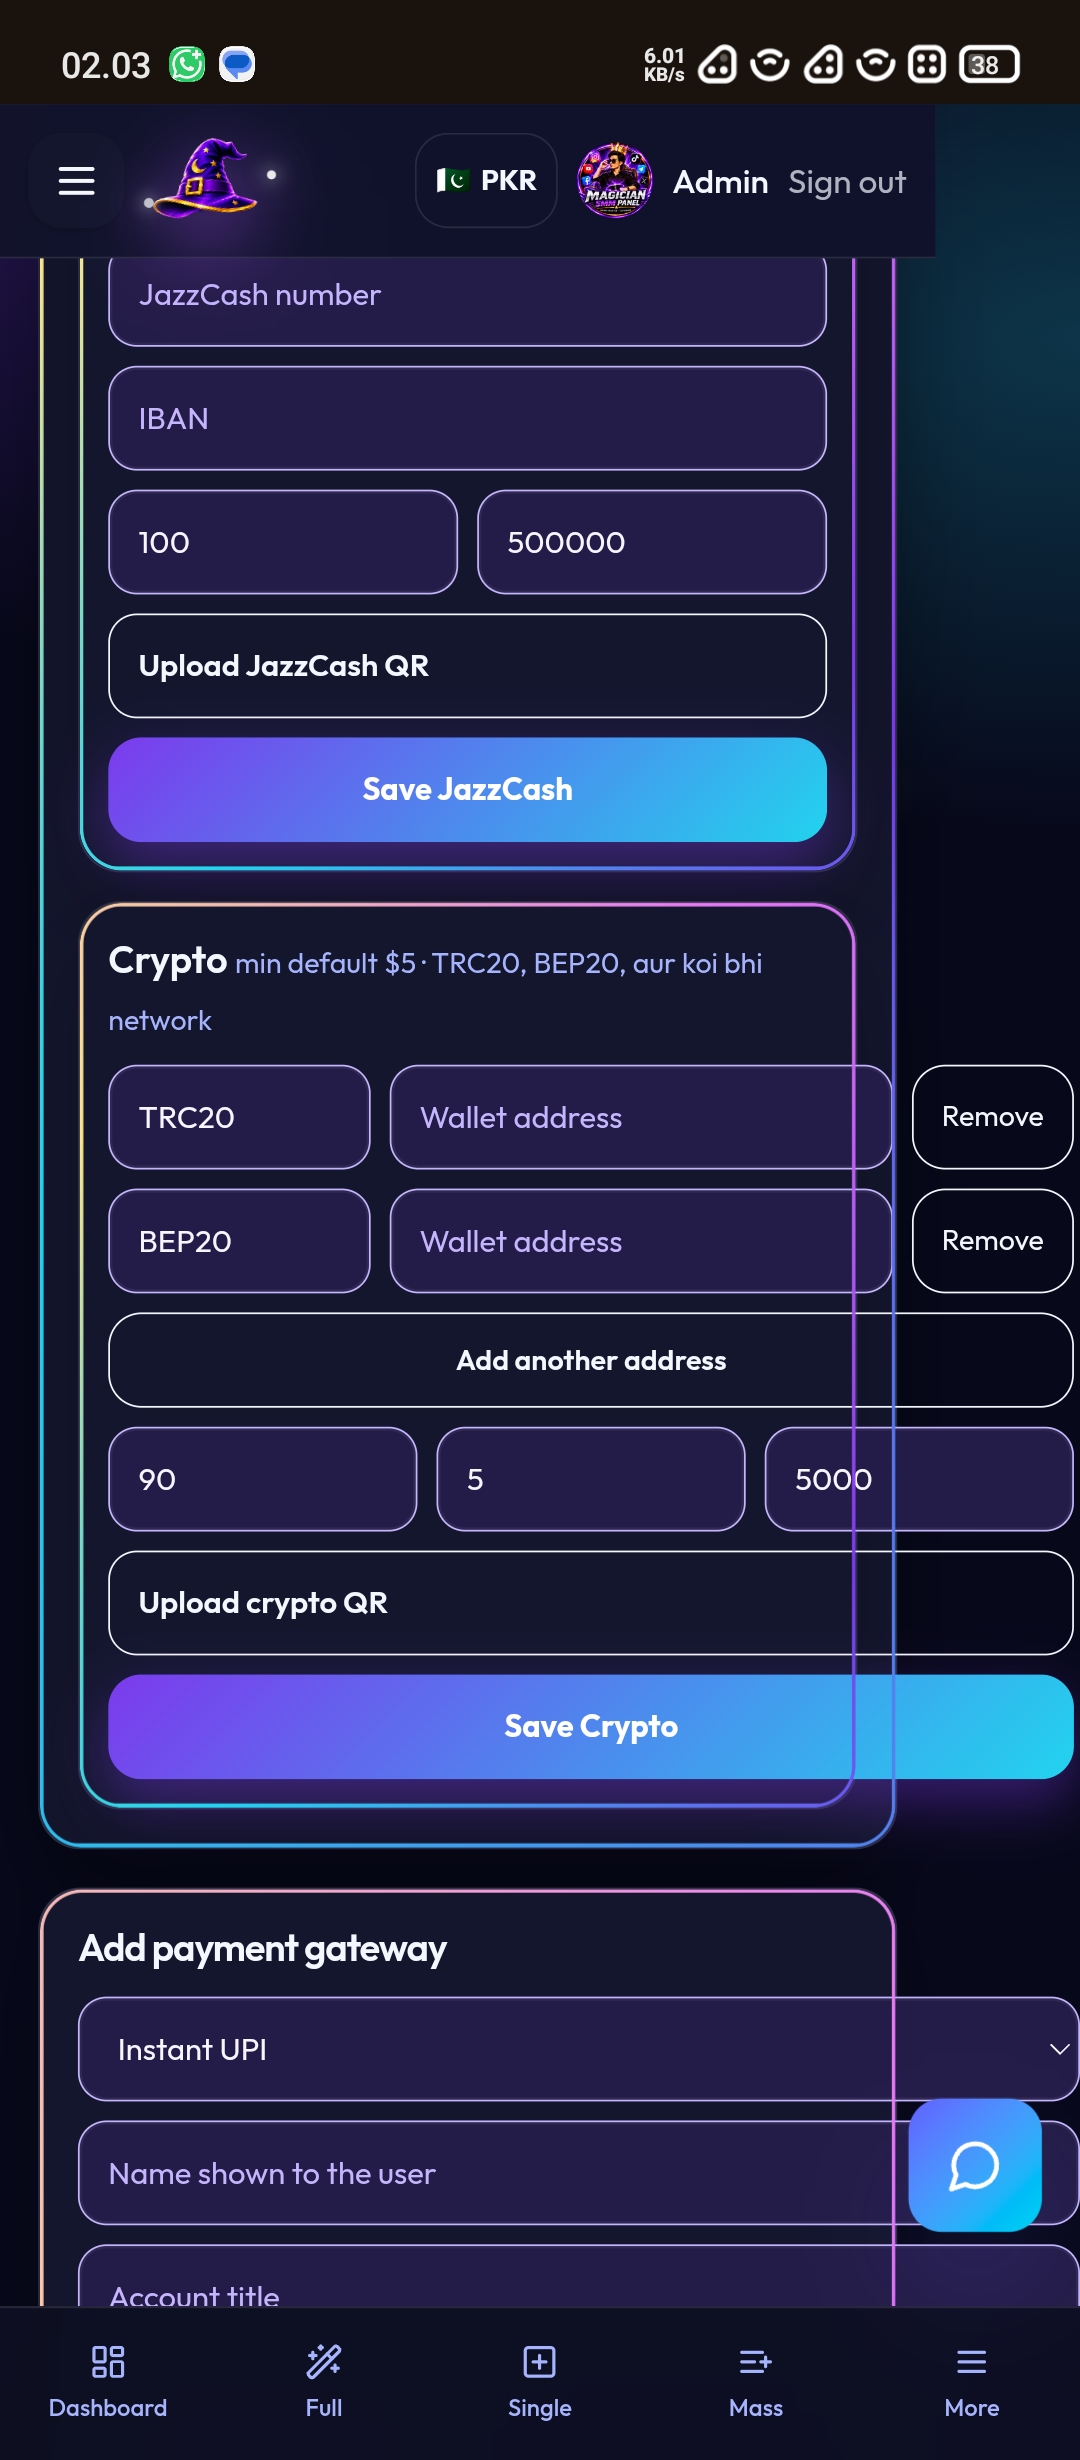 02.03
6.01
KB/s
38
PKR
MAGICIAN
SMM PANEL
Admin
Sign out
JazzCash number
IBAN
100
500000
Upload JazzCash QR
Save JazzCash
Crypto min default $5 · TRC20, BEP20, aur koi bhi
network
TRC20
Wallet address
Remove
BEP20
Wallet address
Remove
Add another address
90
5
5000
Upload crypto QR
Save Crypto
Add payment gateway
Instant UPI
Name shown to the user
Account title
Dashboard
Full
Single
Mass
More